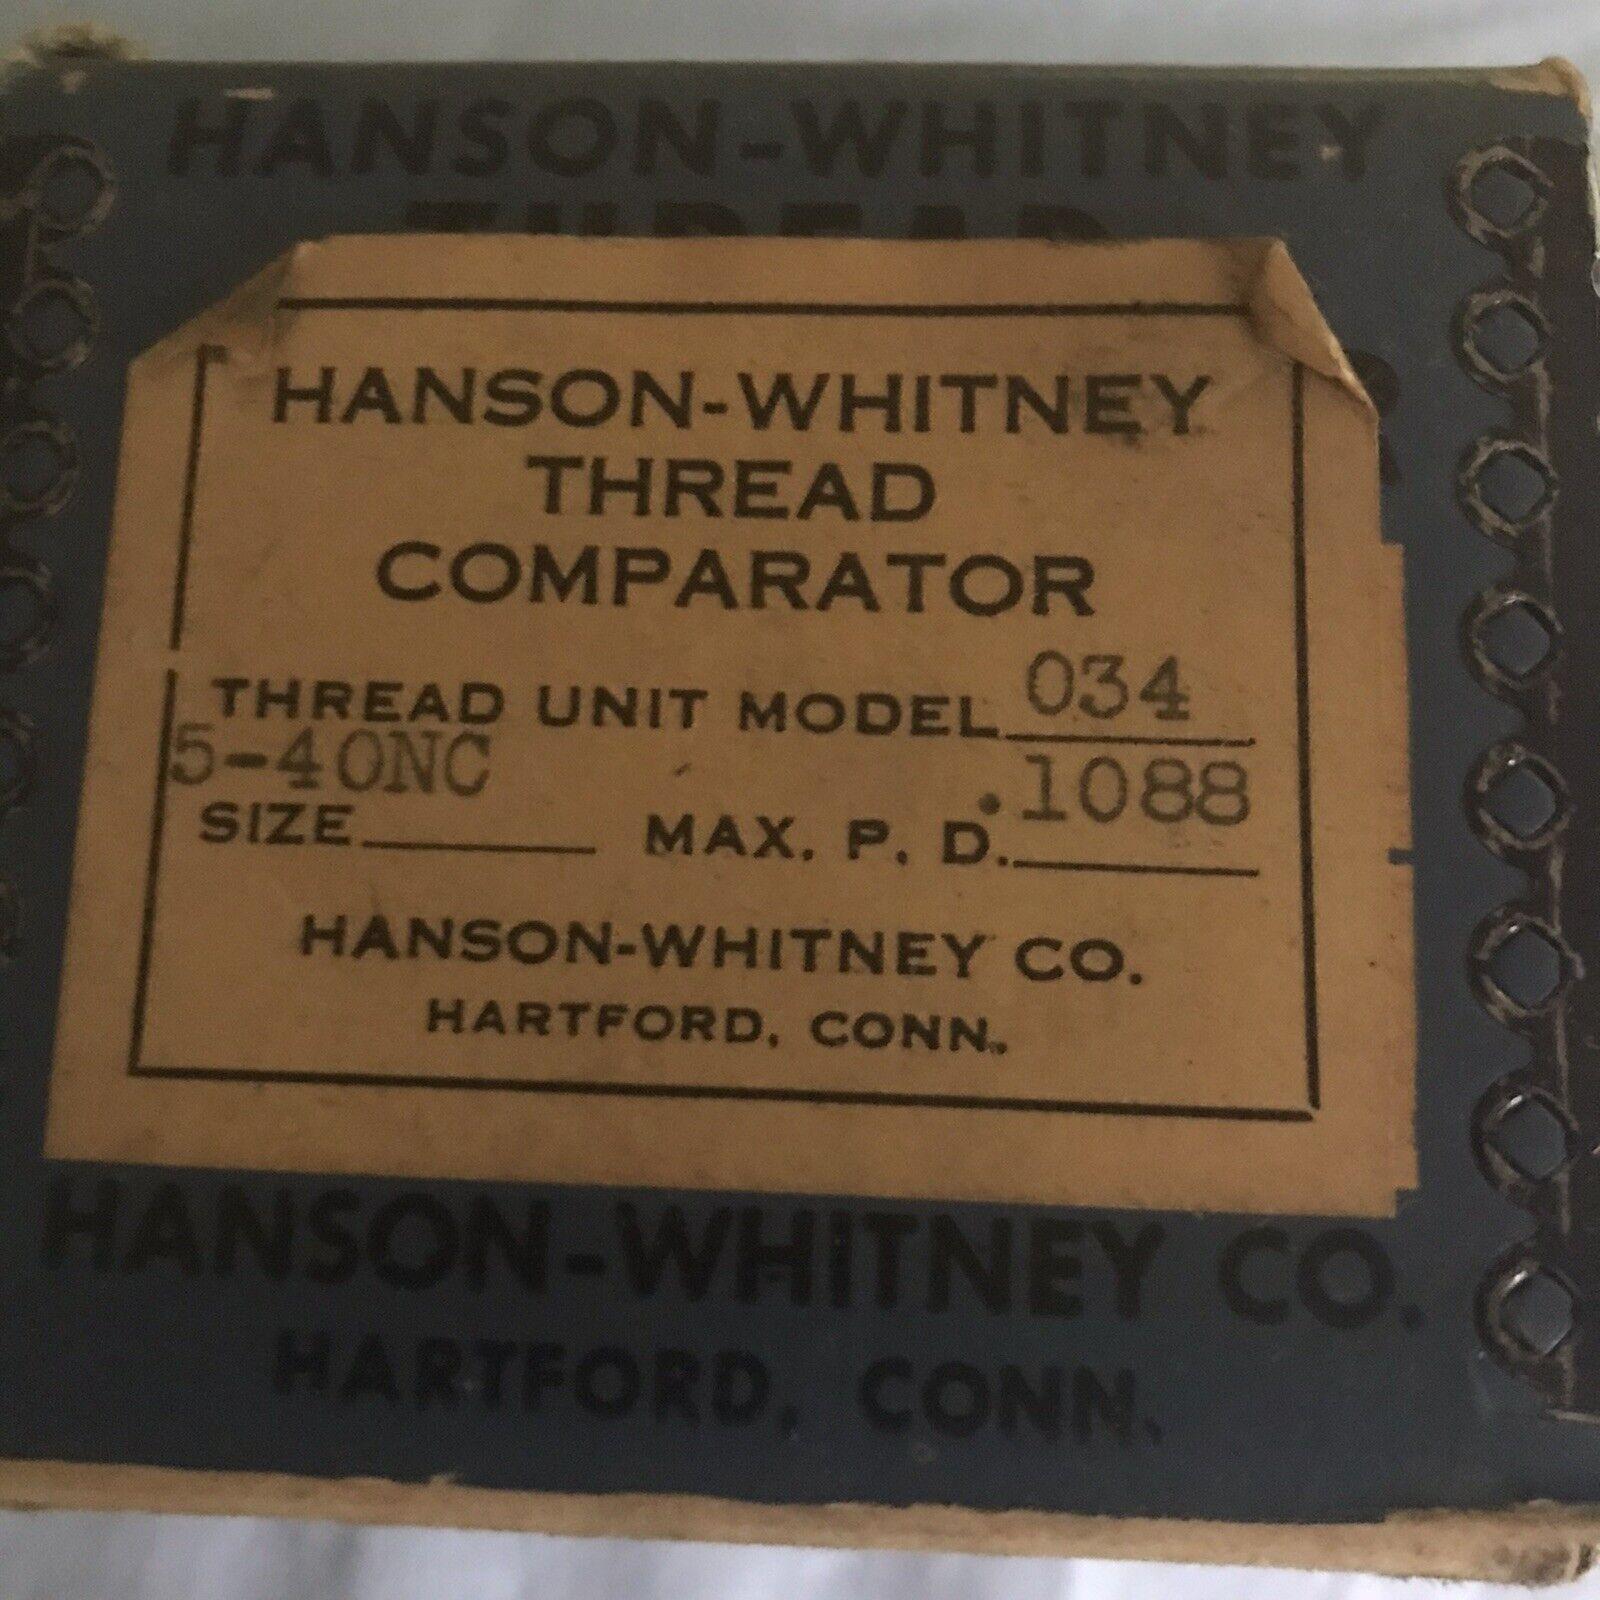 HANSON-WHITNEY
THREAD
HANSON-WHITNEY
THREAD
COMPARATOR
THREAD UNIT MODEL 034
5-40NC .1088
SIZE MAX. P. D.
HANSON-WHITNEY CO.
HARTFORD, CONN.
HANSON-WHITNEY CO.
HARTFORD, CONN.